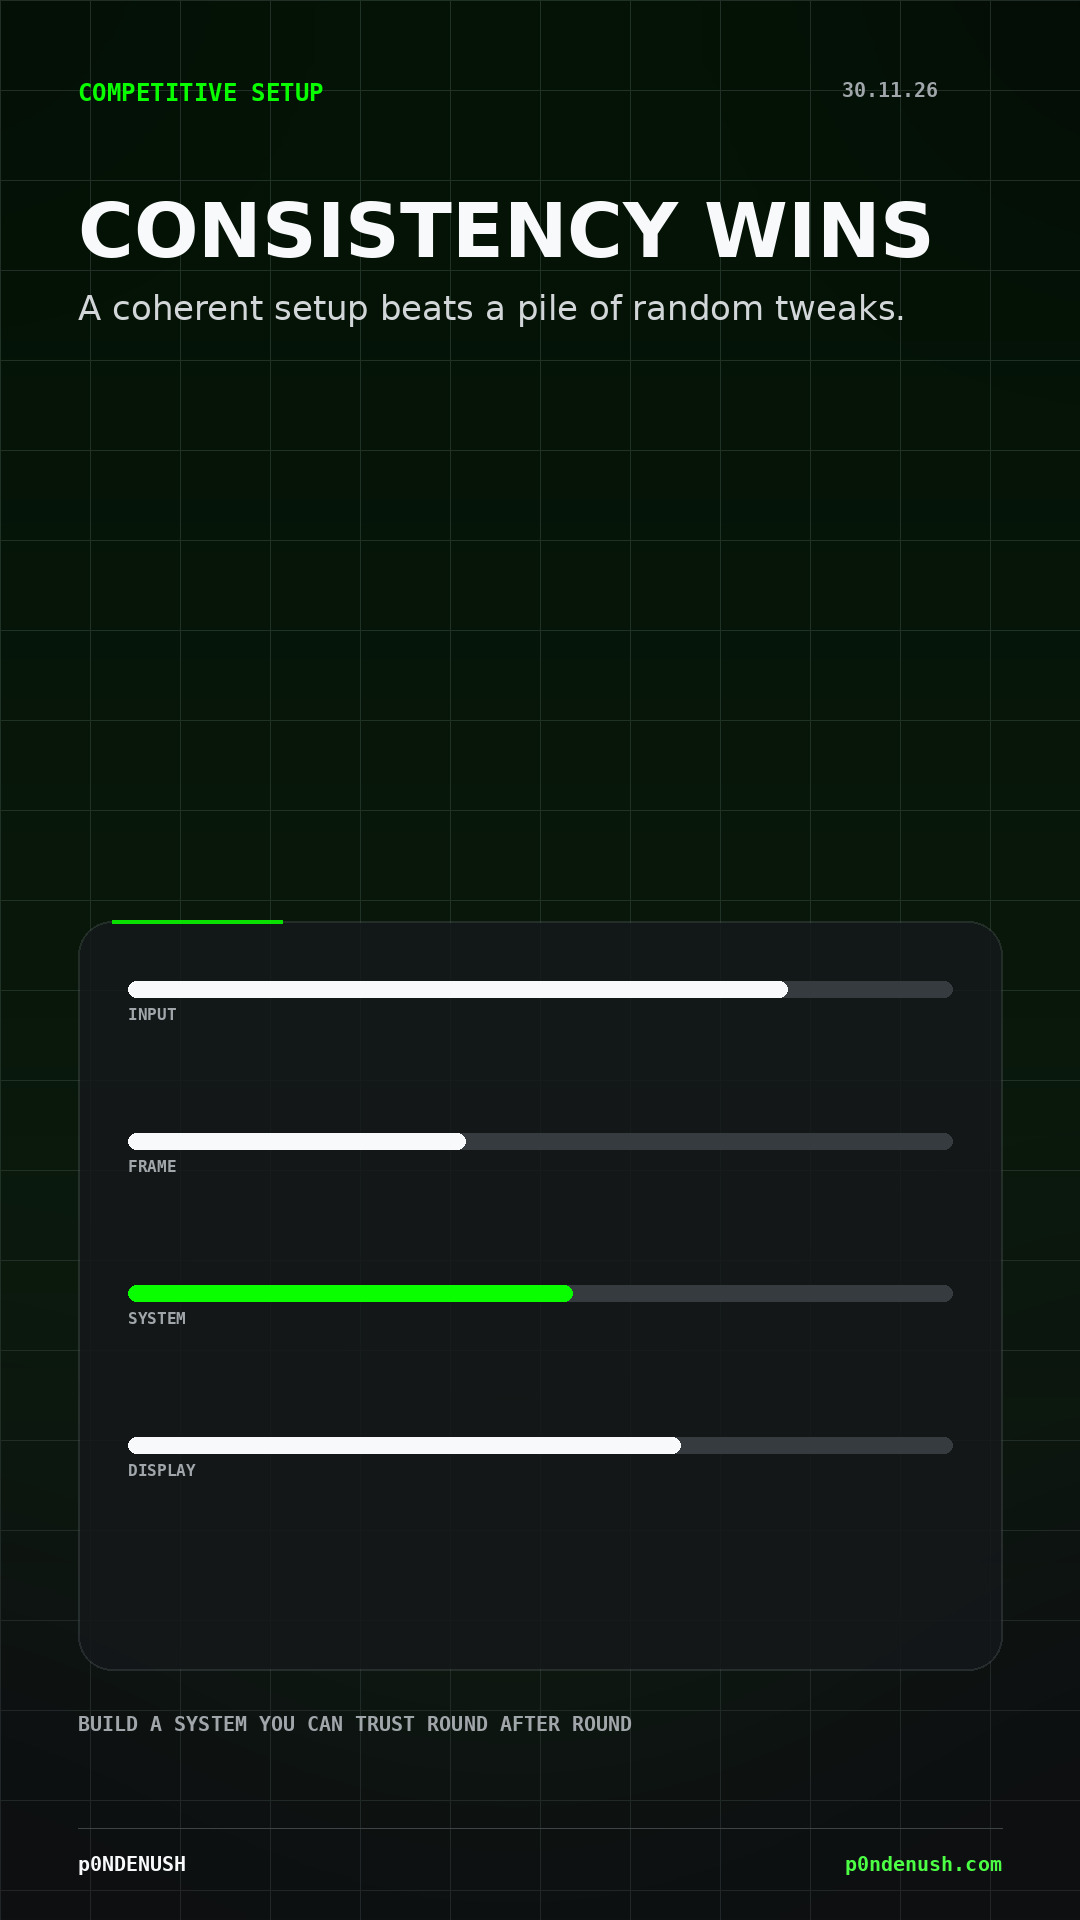 COMPETITIVE SETUP
30.11.26
CONSISTENCY WINS
A coherent setup beats a pile of random tweaks.
INPUT
FRAME
SYSTEM
DISPLAY
BUILD A SYSTEM YOU CAN TRUST ROUND AFTER ROUND
p0NDENUSH
p0ndenush.com